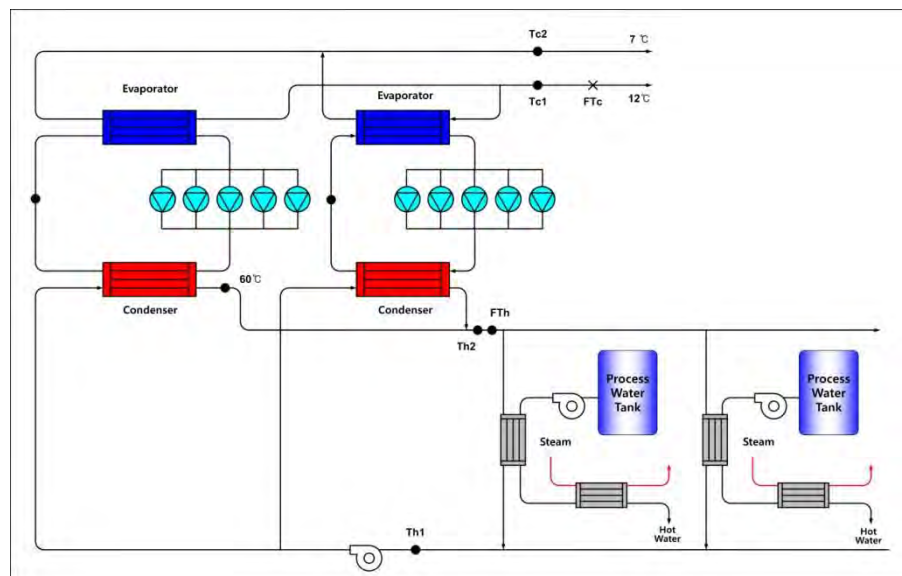 Tc2
7℃
Evaporator
Evaporator
Tc1
FTc
12℃
60℃
Condenser
Condenser
FTh
Th2
Process
Water
Tank
Process
Water
Tank
Steam
Steam
Hot
Water
Hot
Water
Th1